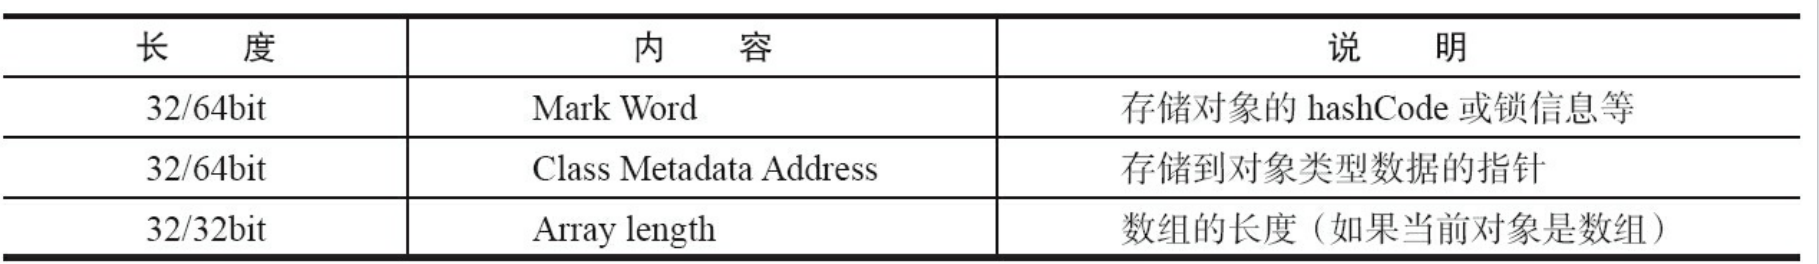 长 度 内 容 说 明
32/64bit Mark Word 存储对象的 hashCode 或锁信息等
32/64bit Class Metadata Address 存储到对象类型数据的指针
32/32bit Array length 数组的长度（如果当前对象是数组）